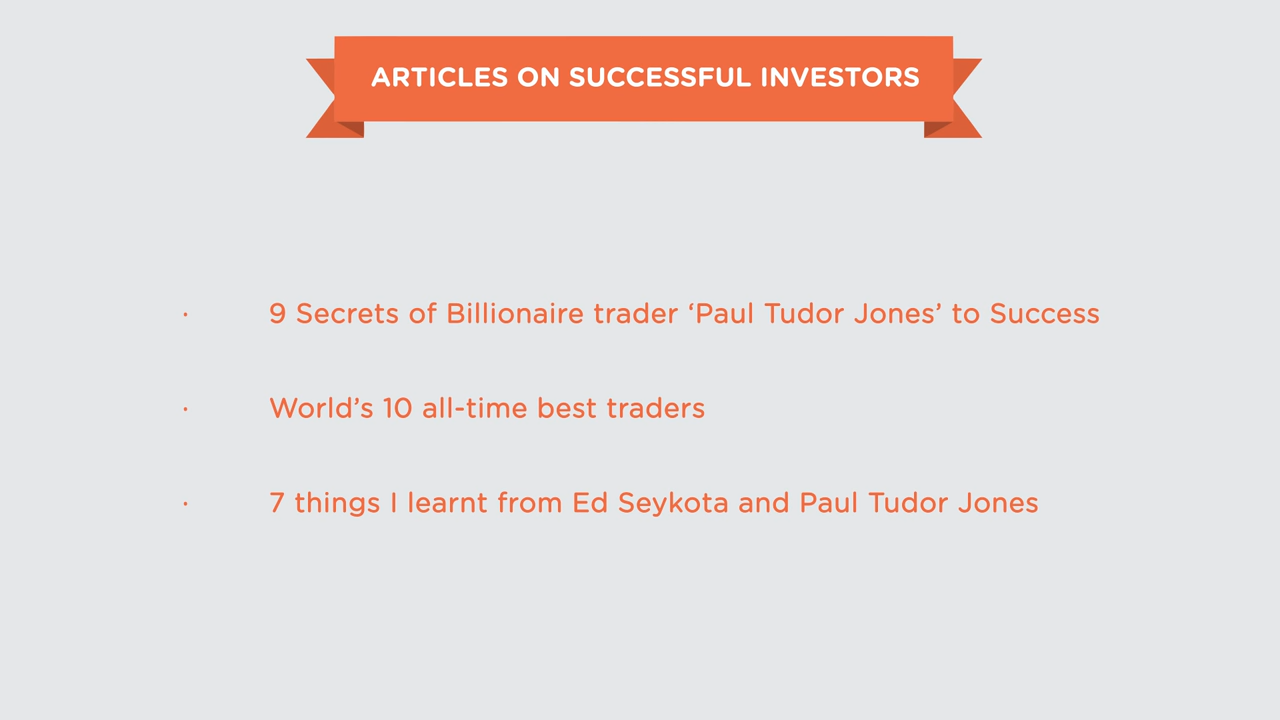 ARTICLES ON SUCCESSFUL INVESTORS
· 9 Secrets of Billionaire trader ‘Paul Tudor Jones’ to Success
· World’s 10 all-time best traders
· 7 things I learnt from Ed Seykota and Paul Tudor Jones